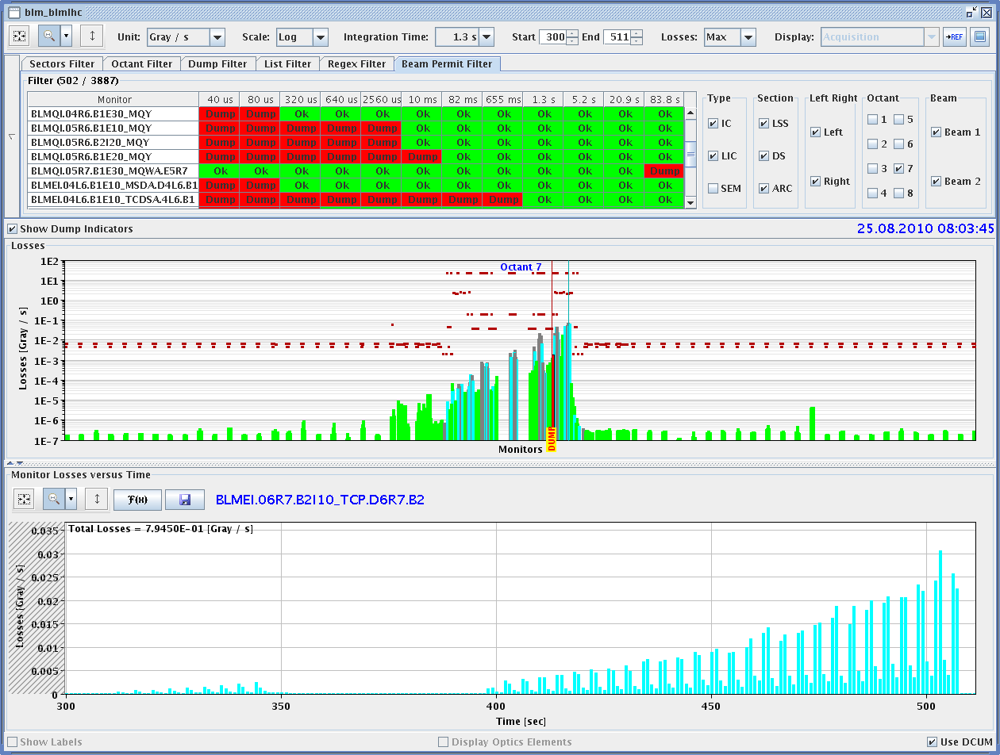 blm_blmlhc
Unit: Gray / s Scale: Log Integration Time: 1.3 s Start 300 End 511 Losses: Max Display: Acquisition →REF
Sectors Filter Octant Filter Dump Filter List Filter Regex Filter Beam Permit Filter
Filter (502 / 3887)
Monitor 40 us 80 us 320 us 640 us 2560 us 10 ms 82 ms 655 ms 1.3 s 5.2 s 20.9 s 83.8 s
BLMQI.04R6.B1E30_MQY Dump Dump Ok Ok Ok Ok Ok Ok Ok Ok Ok Ok
BLMQI.05R6.B1E10_MQY Dump Dump Dump Dump Dump Ok Ok Ok Ok Ok Ok Ok
BLMQI.05R6.B2I20_MQY Dump Dump Dump Dump Dump Ok Ok Ok Ok Ok Ok Ok
BLMQI.05R6.B1E20_MQY Dump Dump Dump Dump Dump Dump Ok Ok Ok Ok Ok Ok
BLMQI.05R7.B1E30_MQWA.E5R7 Ok Ok Ok Ok Ok Ok Ok Ok Ok Ok Ok Dump
BLMEI.04L6.B1E10_MSDA.D4L6.B1 Dump Dump Ok Ok Ok Ok Ok Ok Ok Ok Ok Ok
BLMEI.04L6.B1E10_TCDSA.4L6.B1 Dump Dump Dump Dump Dump Dump Dump Dump Ok Ok Ok Ok
Type Section Left Right Octant Beam
IC LSS Left 1 5 Beam 1
LIC DS 2 6
3 7
SEM ARC Right 4 8 Beam 2
Show Dump Indicators 25.08.2010 08:03:45
Losses
Losses [Gray / s]
1E2
1E1
1E0
1E-1
1E-2
1E-3
1E-4
1E-5
1E-6
1E-7
Octant 7
DUMP
Monitors
Monitor Losses versus Time
F(x) BLMEI.06R7.B2I10_TCP.D6R7.B2
Total Losses = 7.9450E-01 [Gray / s]
Losses [Gray / s]
0.035
0.03
0.025
0.02
0.015
0.01
0.005
0
300 350 400 450 500
Time [sec]
Show Labels Display Optics Elements Use DCUM